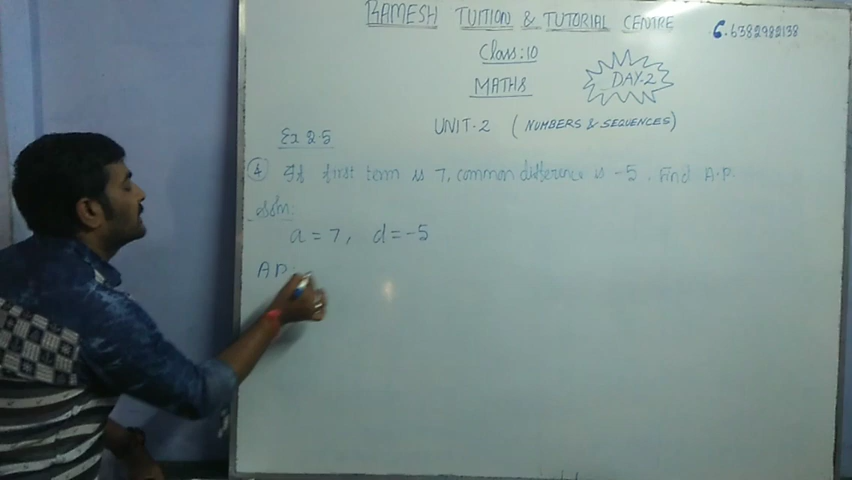 RAMESH TUITION & TUTORIAL CENTRE
6382982138
Class:10
MATHS
DAY-2
UNIT-2 (NUMBERS & SEQUENCES)
Ex 2.5
4 If first term is 7, common difference is -5. Find A.P.
Soln:
a = 7, d = -5
A.P